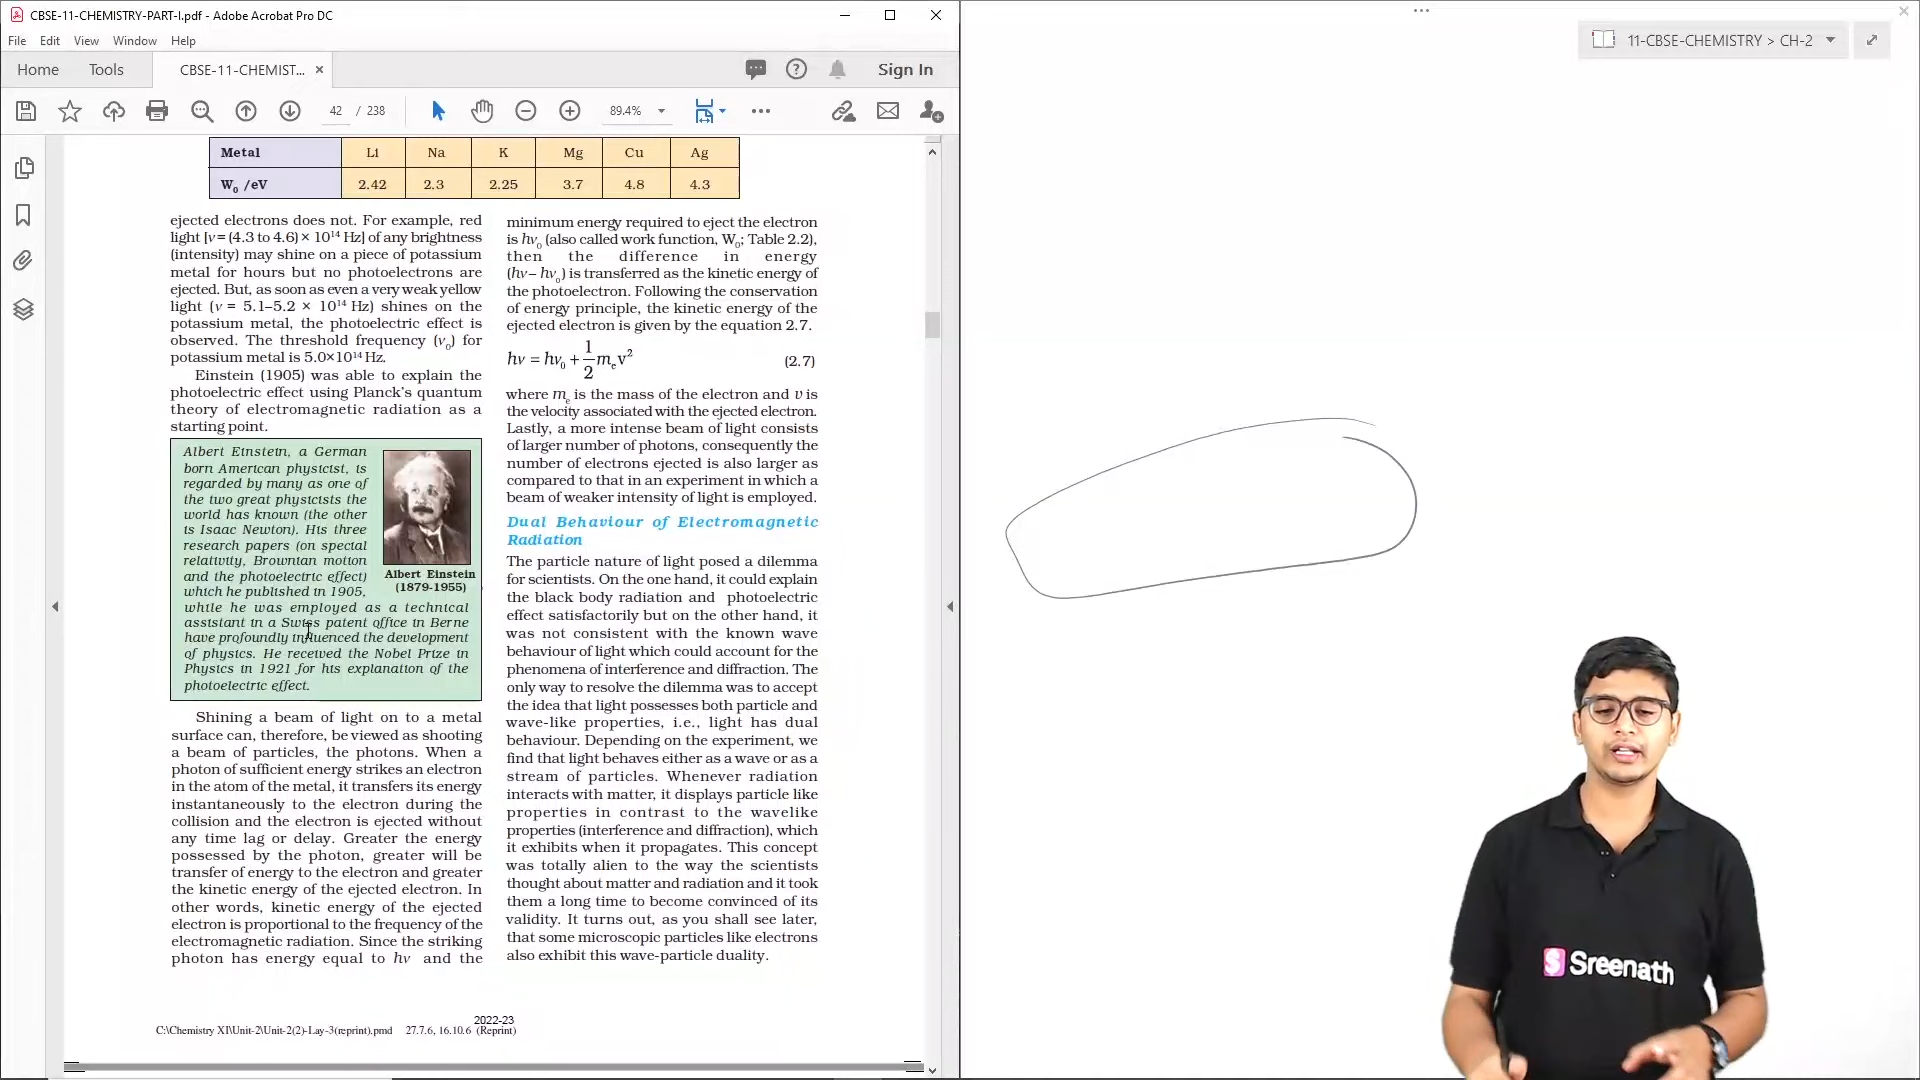 CBSE-11-CHEMISTRY-PART-I.pdf - Adobe Acrobat Pro DC
File Edit View Window Help
Home Tools CBSE-11-CHEMIST... × Sign In
42 / 238 89.4%
11-CBSE-CHEMISTRY > CH-2
Metal Li Na K Mg Cu Ag
W0 /eV 2.42 2.3 2.25 3.7 4.8 4.3
ejected electrons does not. For example, red
light [ν = (4.3 to 4.6) × 10¹⁴ Hz] of any brightness
(intensity) may shine on a piece of potassium
metal for hours but no photoelectrons are
ejected. But, as soon as even a very weak yellow
light (ν = 5.1–5.2 × 10¹⁴ Hz) shines on the
potassium metal, the photoelectric effect is
observed. The threshold frequency (ν₀) for
potassium metal is 5.0×10¹⁴ Hz.
Einstein (1905) was able to explain the
photoelectric effect using Planck's quantum
theory of electromagnetic radiation as a
starting point.
Albert Einstein, a German
born American physicist, is
regarded by many as one of
the two great physicists the
world has known (the other
is Isaac Newton). His three
research papers (on special
relativity, Brownian motion
and the photoelectric effect)
which he published in 1905,
while he was employed as a technical
assistant in a Swiss patent office in Berne
have profoundly influenced the development
of physics. He received the Nobel Prize in
Physics in 1921 for his explanation of the
photoelectric effect.
Albert Einstein
(1879-1955)
Shining a beam of light on to a metal
surface can, therefore, be viewed as shooting
a beam of particles, the photons. When a
photon of sufficient energy strikes an electron
in the atom of the metal, it transfers its energy
instantaneously to the electron during the
collision and the electron is ejected without
any time lag or delay. Greater the energy
possessed by the photon, greater will be
transfer of energy to the electron and greater
the kinetic energy of the ejected electron. In
other words, kinetic energy of the ejected
electron is proportional to the frequency of the
electromagnetic radiation. Since the striking
photon has energy equal to hν and the
minimum energy required to eject the electron
is hν₀ (also called work function, W₀; Table 2.2),
then the difference in energy
(hν – hν₀) is transferred as the kinetic energy of
the photoelectron. Following the conservation
of energy principle, the kinetic energy of the
ejected electron is given by the equation 2.7.
hν = hν₀ + 1/2 mₑv² (2.7)
where mₑ is the mass of the electron and v is
the velocity associated with the ejected electron.
Lastly, a more intense beam of light consists
of larger number of photons, consequently the
number of electrons ejected is also larger as
compared to that in an experiment in which a
beam of weaker intensity of light is employed.
Dual Behaviour of Electromagnetic
Radiation
The particle nature of light posed a dilemma
for scientists. On the one hand, it could explain
the black body radiation and photoelectric
effect satisfactorily but on the other hand, it
was not consistent with the known wave
behaviour of light which could account for the
phenomena of interference and diffraction. The
only way to resolve the dilemma was to accept
the idea that light possesses both particle and
wave-like properties, i.e., light has dual
behaviour. Depending on the experiment, we
find that light behaves either as a wave or as a
stream of particles. Whenever radiation
interacts with matter, it displays particle like
properties in contrast to the wavelike
properties (interference and diffraction), which
it exhibits when it propagates. This concept
was totally alien to the way the scientists
thought about matter and radiation and it took
them a long time to become convinced of its
validity. It turns out, as you shall see later,
that some microscopic particles like electrons
also exhibit this wave-particle duality.
2022-23
C:\Chemistry XI\Unit-2\Unit-2(2)-Lay-3(reprint).pmd 27.7.6, 16.10.6 (Reprint)
S Sreenath